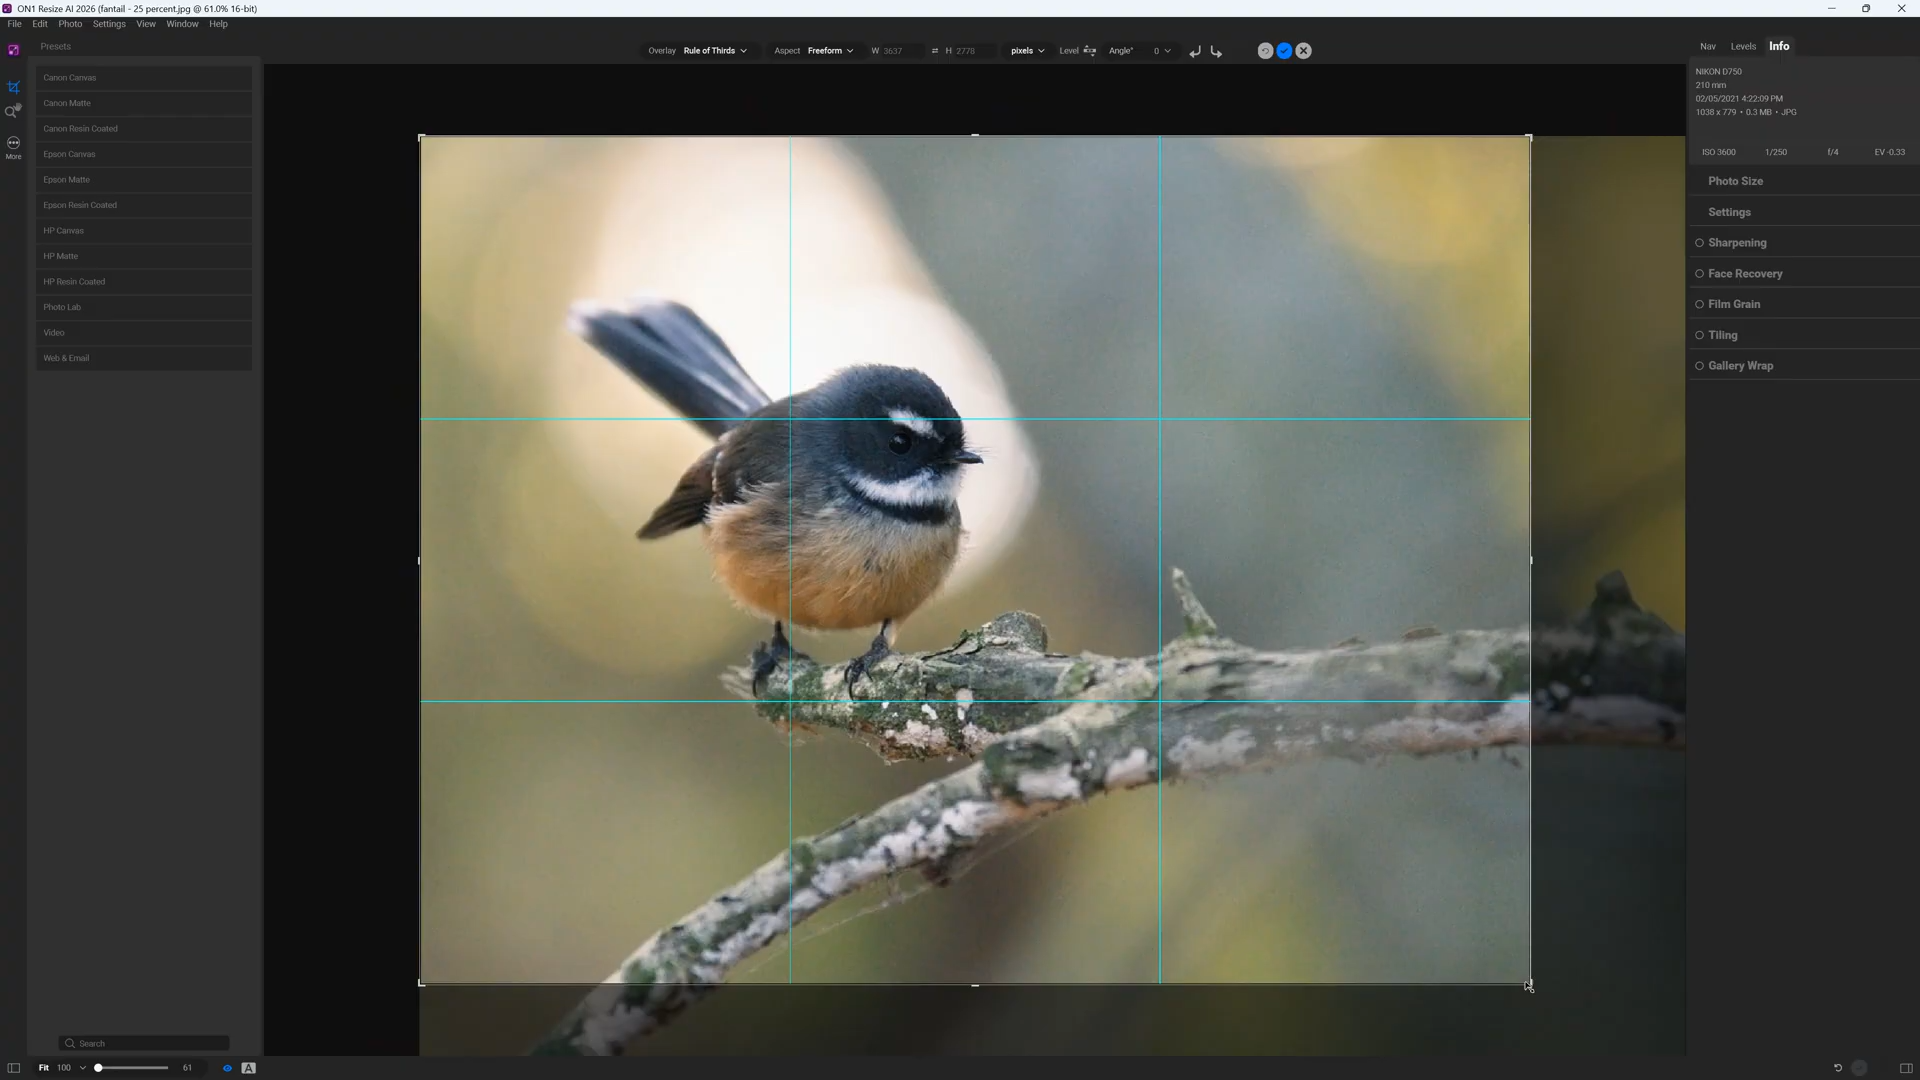 ON1 Resize AI 2026 (fantail - 25 percent.jpg @ 61.0% 16-bit)
File Edit Photo Settings View Window Help
Presets
Overlay Rule of Thirds Aspect Freeform W 3637 H 2778 pixels Level Angle° 0
Nav Levels Info
Canon Canvas
Canon Matte
Canon Resin Coated
Epson Canvas
Epson Matte
Epson Resin Coated
HP Canvas
HP Matte
HP Resin Coated
Photo Lab
Video
Web & Email
More
NIKON D750
210 mm
02/05/2021 4:22:09 PM
1038 x 779 • 0.3 MB • JPG
ISO 3600 1/250 f/4 EV -0.33
Photo Size
Settings
Sharpening
Face Recovery
Film Grain
Tiling
Gallery Wrap
Search
Fit 100 61 A